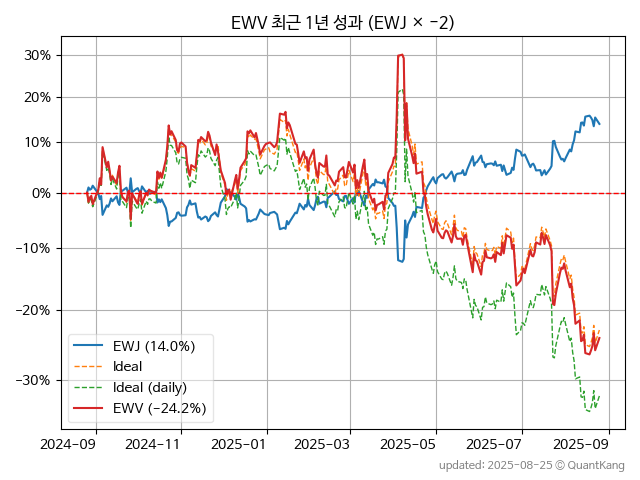 EWV 최근 1년 성과 (EWJ × −2)
30%
20%
10%
0%
−10%
−20%
−30%
EWJ (14.0%)
Ideal
Ideal (daily)
EWV (−24.2%)
2024−09
2024−11
2025−01
2025−03
2025−05
2025−07
2025−09
updated: 2025-08-25 © QuantKang